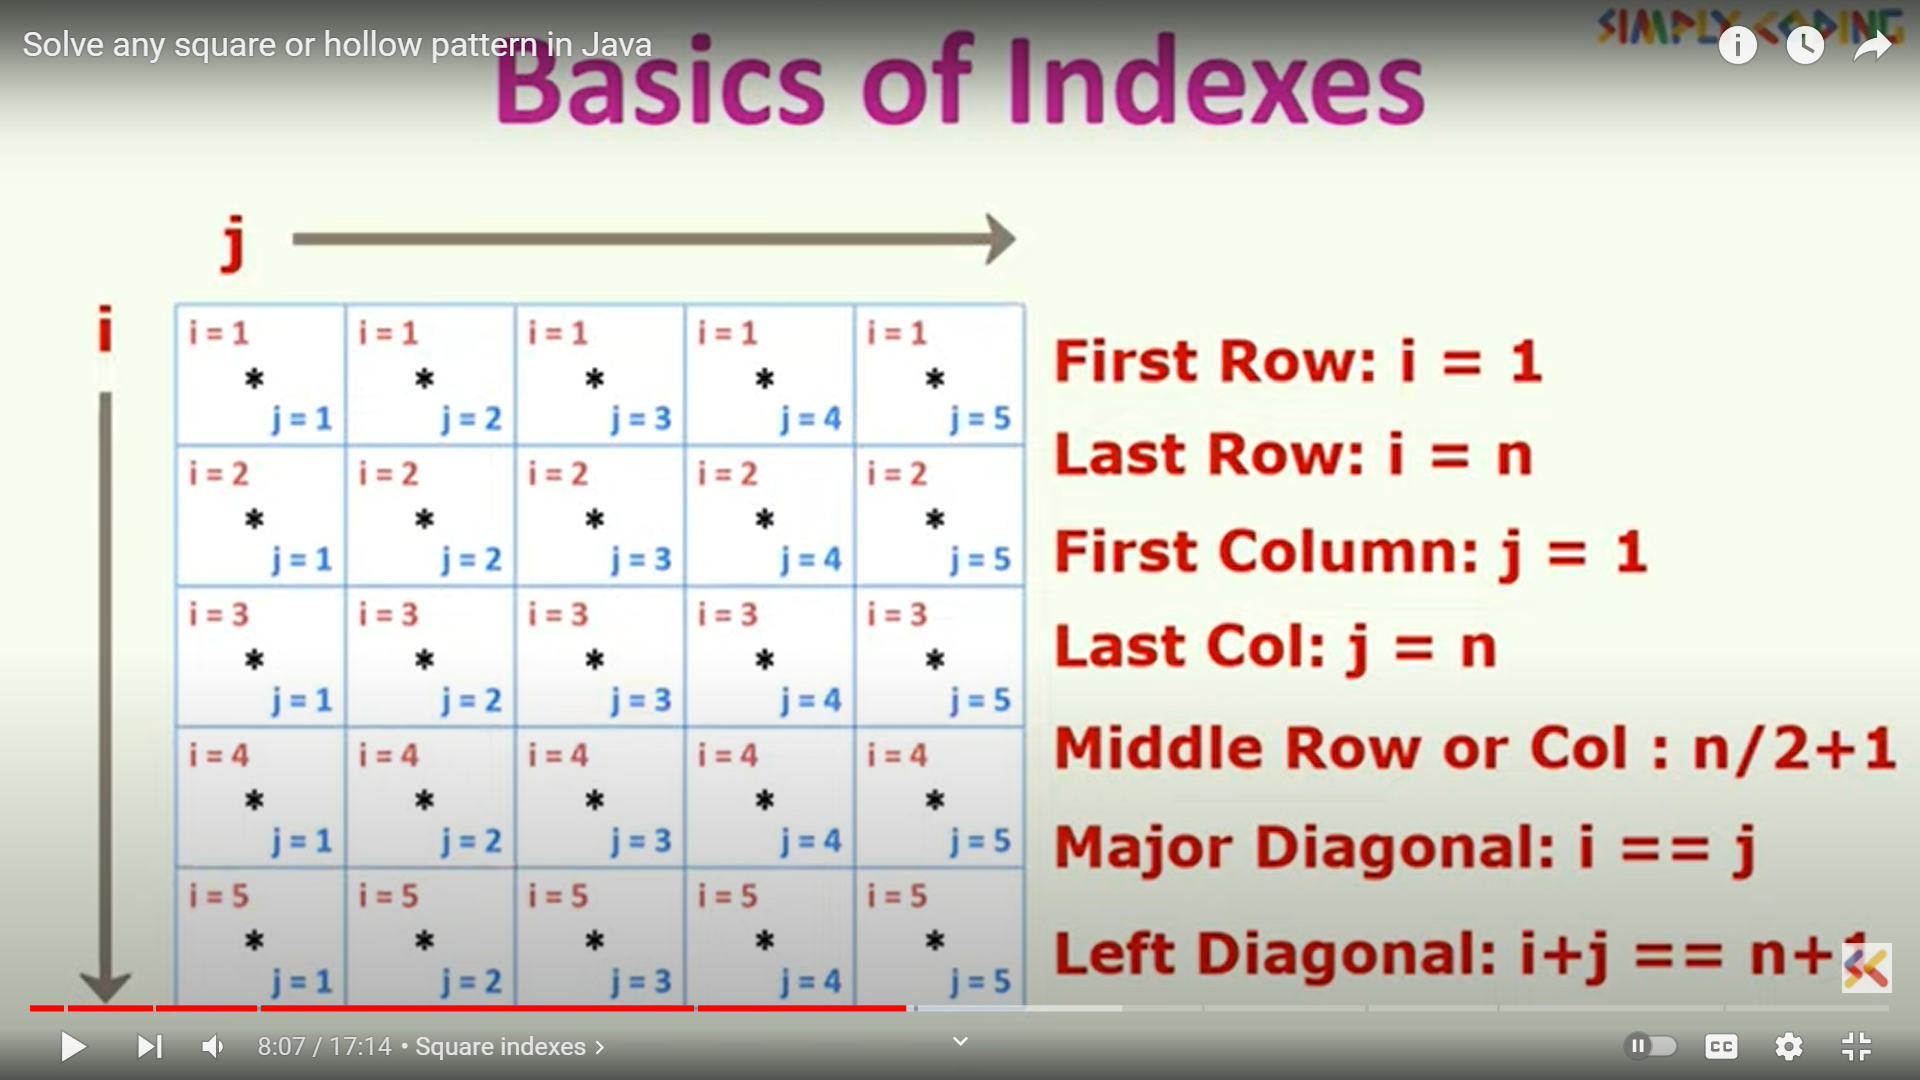 Solve any square or hollow pattern in Java
SIMPLY CODING
Basics of Indexes
j
i
i = 1 i = 1 i = 1 i = 1 i = 1
* * * * *
j = 1 j = 2 j = 3 j = 4 j = 5
i = 2 i = 2 i = 2 i = 2 i = 2
* * * * *
j = 1 j = 2 j = 3 j = 4 j = 5
i = 3 i = 3 i = 3 i = 3 i = 3
* * * * *
j = 1 j = 2 j = 3 j = 4 j = 5
i = 4 i = 4 i = 4 i = 4 i = 4
* * * * *
j = 1 j = 2 j = 3 j = 4 j = 5
i = 5 i = 5 i = 5 i = 5 i = 5
* * * * *
j = 1 j = 2 j = 3 j = 4 j = 5
First Row: i = 1
Last Row: i = n
First Column: j = 1
Last Col: j = n
Middle Row or Col : n/2+1
Major Diagonal: i == j
Left Diagonal: i+j == n+1
8:07 / 17:14 • Square indexes >
CC